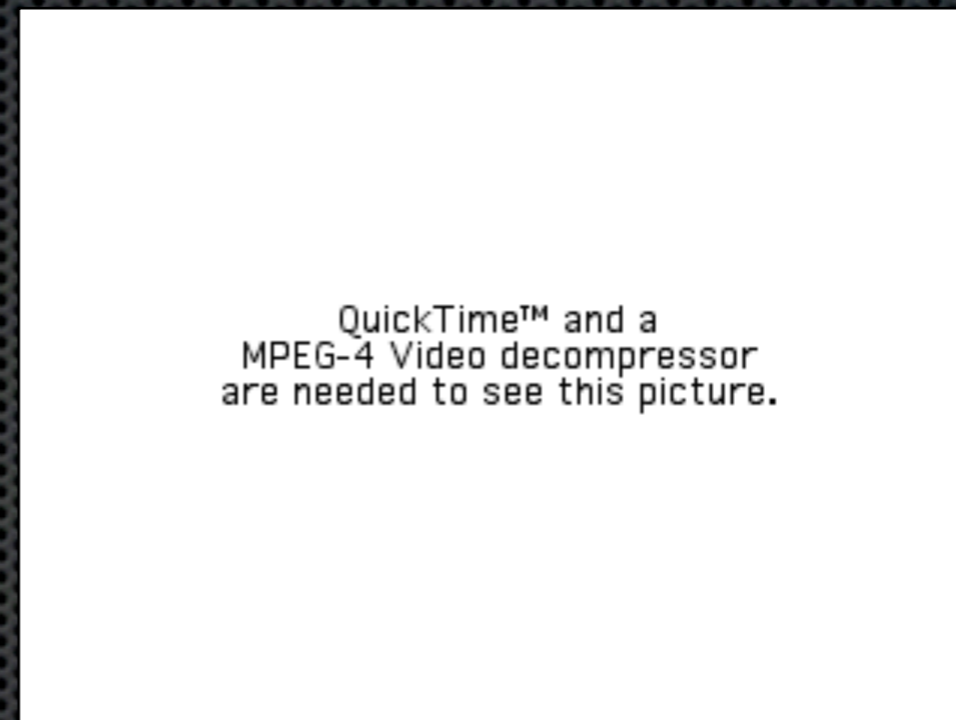 QuickTime™ and a
MPEG-4 Video decompressor
are needed to see this picture.